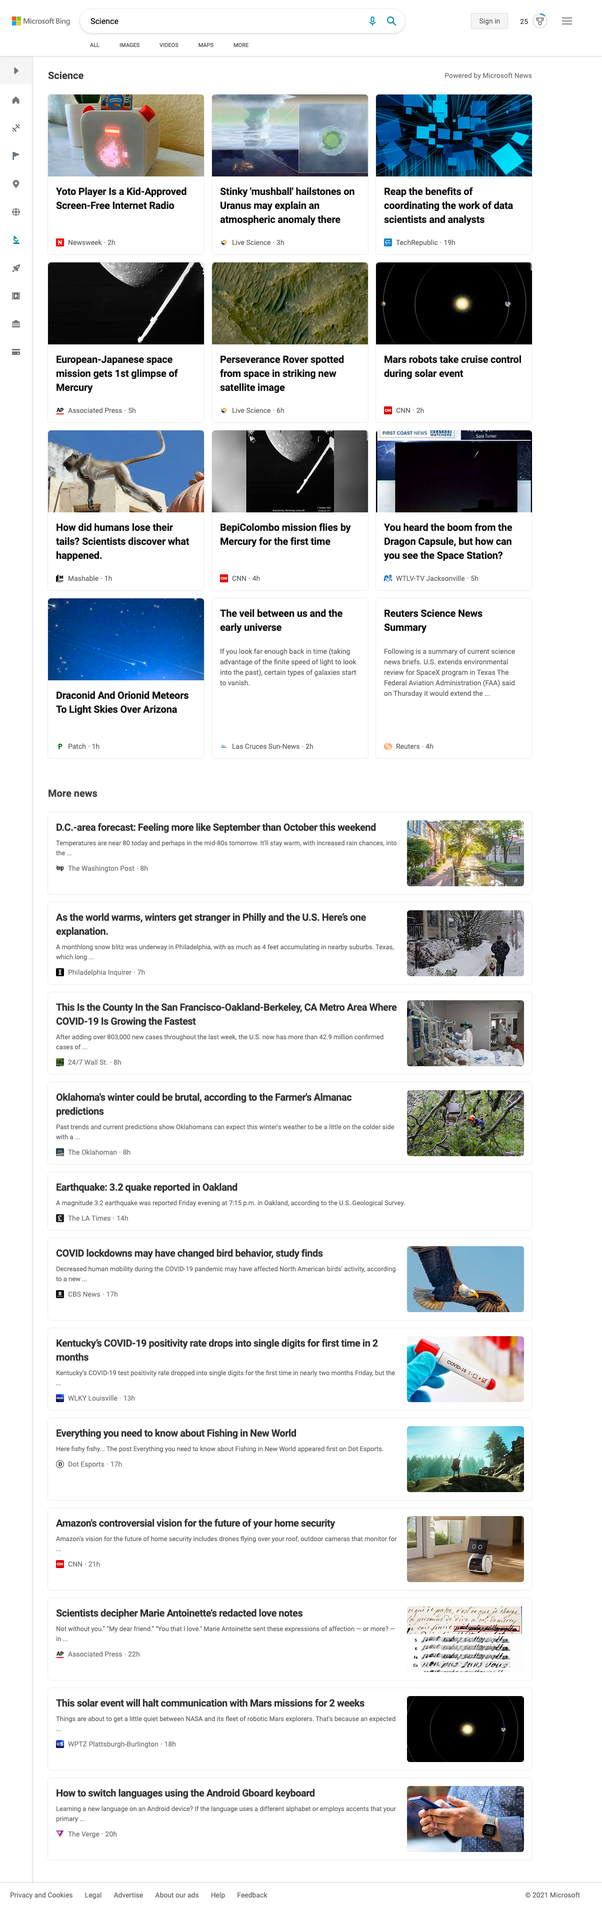 Microsoft Bing
Science
Sign in
25
ALL
IMAGES
VIDEOS
MAPS
MORE
Science
Powered by Microsoft News
Yoto Player Is a Kid-Approved
Screen-Free Internet Radio
Newsweek · 2h
Stinky 'mushball' hailstones on
Uranus may explain an
atmospheric anomaly there
Live Science · 3h
Reap the benefits of
coordinating the work of data
scientists and analysts
TechRepublic · 19h
European-Japanese space
mission gets 1st glimpse of
Mercury
AP Associated Press · 5h
Perseverance Rover spotted
from space in striking new
satellite image
Live Science · 6h
Mars robots take cruise control
during solar event
CNN · 2h
How did humans lose their
tails? Scientists discover what
happened.
Mashable · 1h
BepiColombo mission flies by
Mercury for the first time
CNN · 4h
FIRST COAST NEWS
Sara Turner
You heard the boom from the
Dragon Capsule, but how can
you see the Space Station?
WTLV-TV Jacksonville · 5h
Draconid And Orionid Meteors
To Light Skies Over Arizona
P Patch · 1h
The veil between us and the
early universe
If you look far enough back in time (taking
advantage of the finite speed of light to look
into the past), certain types of galaxies start
to vanish.
Las Cruces Sun-News · 2h
Reuters Science News
Summary
Following is a summary of current science
news briefs. U.S. extends environmental
review for SpaceX program in Texas The
Federal Aviation Administration (FAA) said
on Thursday it would extend the ...
Reuters · 4h
More news
D.C.-area forecast: Feeling more like September than October this weekend
Temperatures are near 80 today and perhaps in the mid-80s tomorrow. It'll stay warm, with increased rain chances, into
the ...
wp The Washington Post · 8h
As the world warms, winters get stranger in Philly and the U.S. Here's one
explanation.
A monthlong snow blitz was underway in Philadelphia, with as much as 4 feet accumulating in nearby suburbs. Texas,
which long ...
Philadelphia Inquirer · 7h
This Is the County In the San Francisco-Oakland-Berkeley, CA Metro Area Where
COVID-19 Is Growing the Fastest
After adding over 803,000 new cases throughout the last week, the U.S. now has more than 42.9 million confirmed
cases of ...
24/7 Wall St. · 8h
Oklahoma's winter could be brutal, according to the Farmer's Almanac
predictions
Past trends and current predictions show Oklahomans can expect this winter's weather to be a little on the colder side
with a ...
The Oklahoman · 8h
Earthquake: 3.2 quake reported in Oakland
A magnitude 3.2 earthquake was reported Friday evening at 7:15 p.m. in Oakland, according to the U.S. Geological Survey.
The LA Times · 14h
COVID lockdowns may have changed bird behavior, study finds
Decreased human mobility during the COVID-19 pandemic may have affected North American birds' activity, according
to a new ...
CBS News · 17h
Kentucky's COVID-19 positivity rate drops into single digits for first time in 2
months
Kentucky's COVID-19 test positivity rate dropped into single digits for the first time in nearly two months Friday, but the
...
WLKY Louisville · 13h
COVID-19
Everything you need to know about Fishing in New World
Here fishy fishy... The post Everything you need to know about Fishing in New World appeared first on Dot Esports.
Dot Esports · 17h
Amazon's controversial vision for the future of your home security
Amazon's vision for the future of home security includes drones flying over your roof, outdoor cameras that monitor for
...
CNN · 21h
Scientists decipher Marie Antoinette's redacted love notes
Not without you." "My dear friend." "You that I love." Marie Antoinette sent these expressions of affection — or more? —
in ...
AP Associated Press · 22h
This solar event will halt communication with Mars missions for 2 weeks
Things are about to get a little quiet between NASA and its fleet of robotic Mars explorers. That's because an expected
...
WPTZ Plattsburgh-Burlington · 18h
How to switch languages using the Android Gboard keyboard
Learning a new language on an Android device? If the language uses a different alphabet or employs accents that your
primary ...
The Verge · 20h
Privacy and Cookies
Legal
Advertise
About our ads
Help
Feedback
© 2021 Microsoft